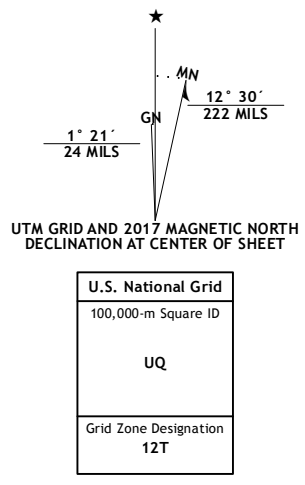 MN
12° 30´
222 MILS
GN
1° 21´
24 MILS
UTM GRID AND 2017 MAGNETIC NORTH
DECLINATION AT CENTER OF SHEET
U.S. National Grid
100,000-m Square ID
UQ
Grid Zone Designation
12T